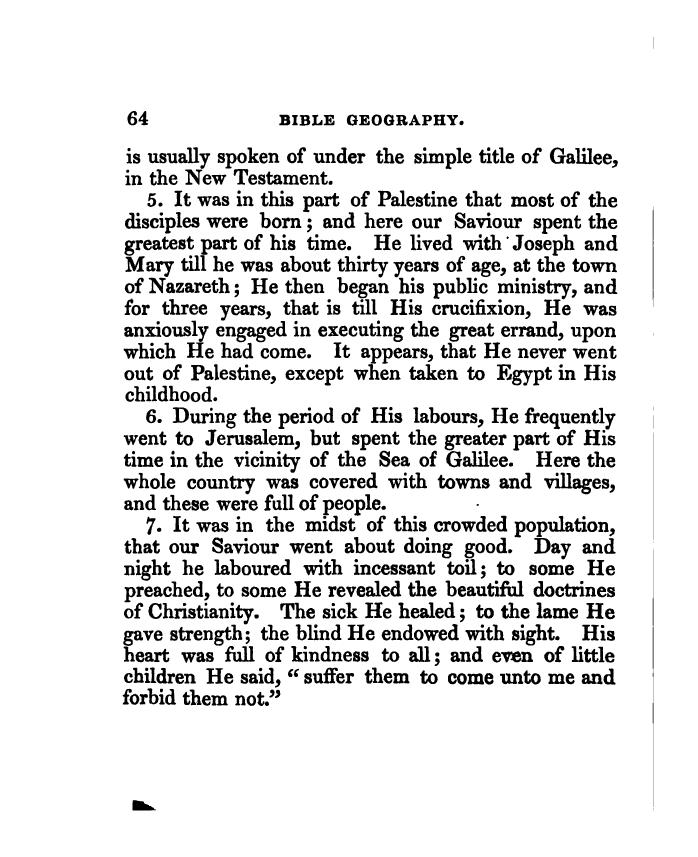 64 BIBLE GEOGRAPHY.
is usually spoken of under the simple title of Galilee,
in the New Testament.
5. It was in this part of Palestine that most of the
disciples were born; and here our Saviour spent the
greatest part of his time. He lived with Joseph and
Mary till he was about thirty years of age, at the town
of Nazareth; He then began his public ministry, and
for three years, that is till His crucifixion, He was
anxiously engaged in executing the great errand, upon
which He had come. It appears, that He never went
out of Palestine, except when taken to Egypt in His
childhood.
6. During the period of His labours, He frequently
went to Jerusalem, but spent the greater part of His
time in the vicinity of the Sea of Galilee. Here the
whole country was covered with towns and villages,
and these were full of people.
7. It was in the midst of this crowded population,
that our Saviour went about doing good. Day and
night he laboured with incessant toil; to some He
preached, to some He revealed the beautiful doctrines
of Christianity. The sick He healed; to the lame He
gave strength; the blind He endowed with sight. His
heart was full of kindness to all; and even of little
children He said, "suffer them to come unto me and
forbid them not."